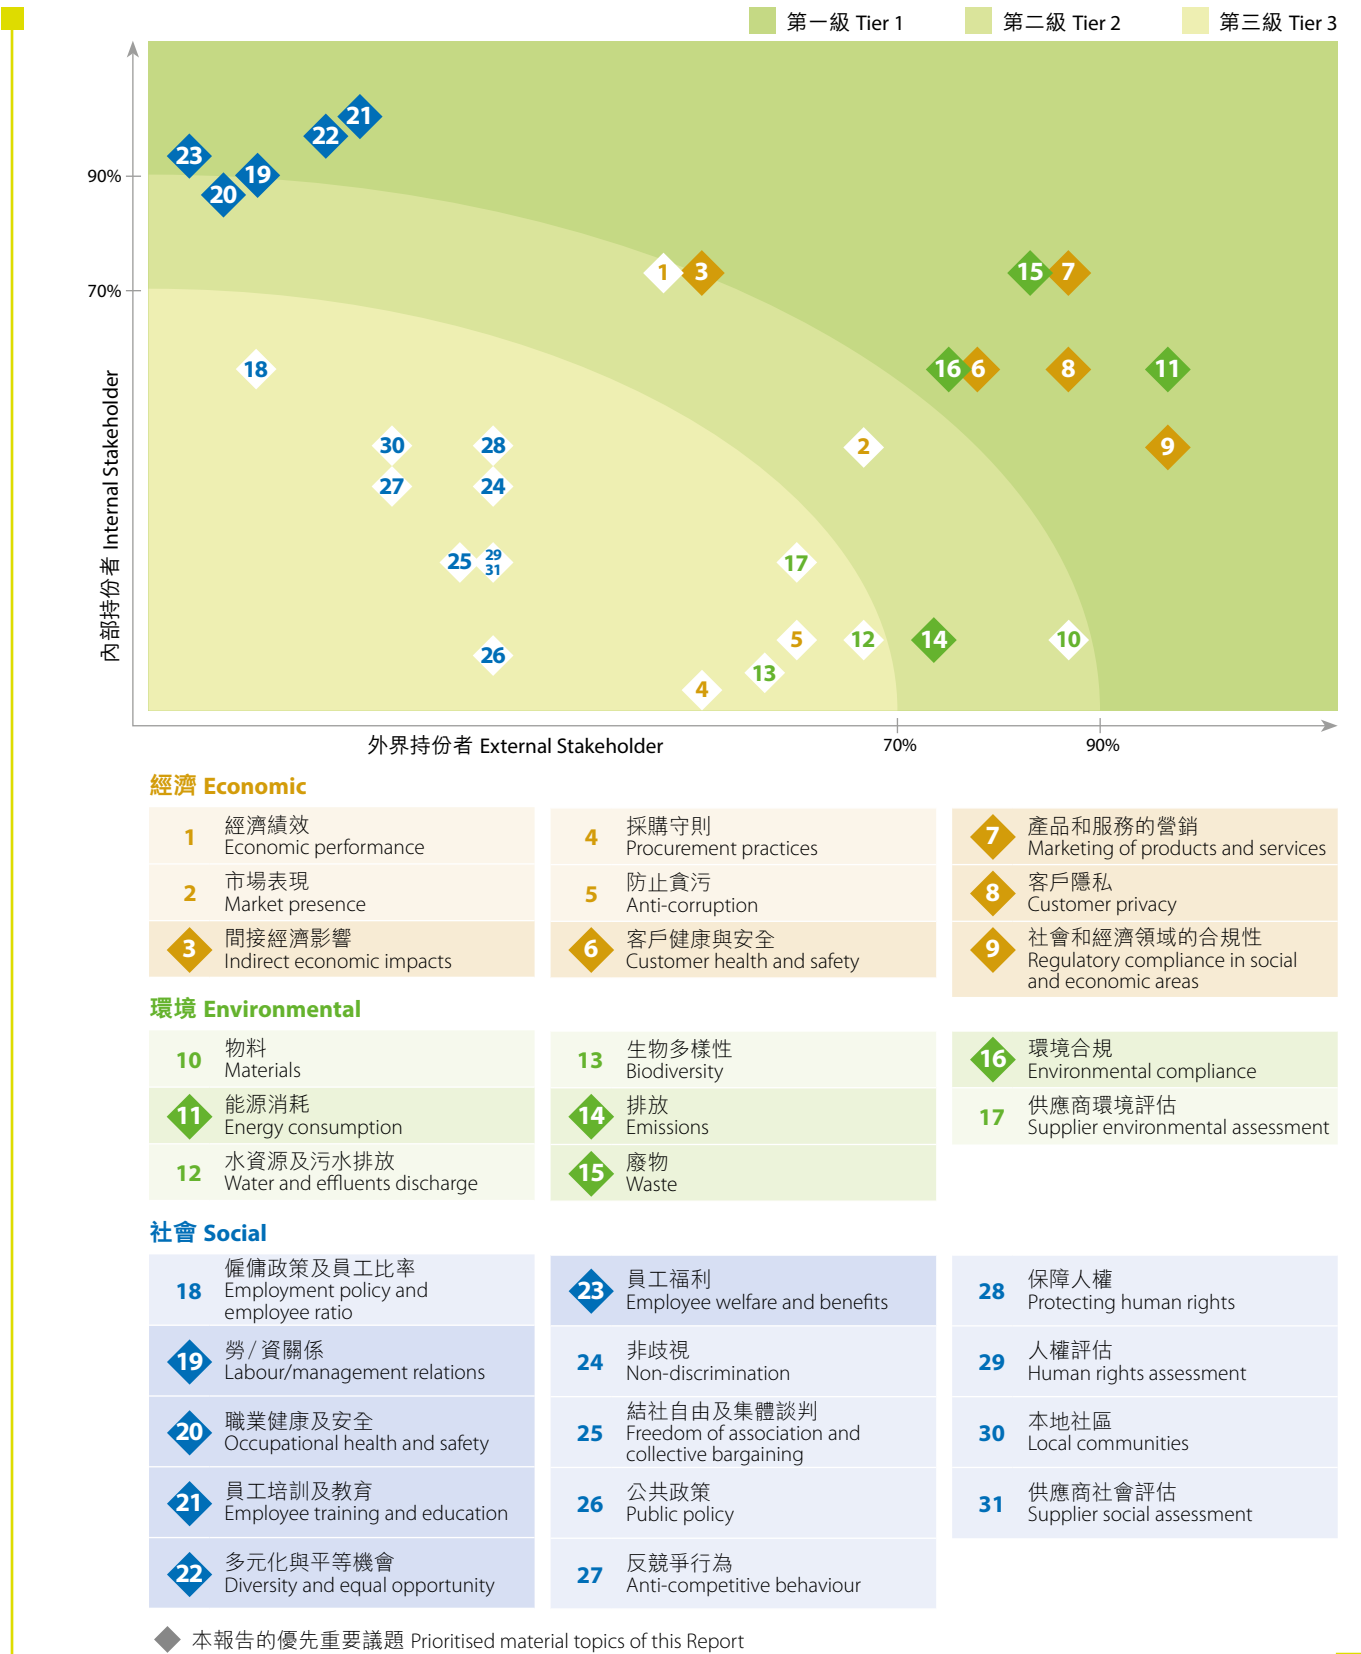 第一級 Tier 1
第二級 Tier 2
第三級 Tier 3
21
22
23
19
90%
20
1
3
15
7
70%
18
16
6
8
11
30
28
2
9
27
24
25
29
31
17
內部持份者 Internal Stakeholder
5
12
14
10
26
13
4
外界持份者 External Stakeholder
70%
90%
經濟 Economic
1
經濟績效
Economic performance
2
市場表現
Market presence
3
間接經濟影響
Indirect economic impacts
4
採購守則
Procurement practices
5
防止貪污
Anti-corruption
6
客戶健康與安全
Customer health and safety
7
產品和服務的營銷
Marketing of products and services
8
客戶隱私
Customer privacy
9
社會和經濟領域的合規性
Regulatory compliance in social
and economic areas
環境 Environmental
10
物料
Materials
11
能源消耗
Energy consumption
12
水資源及污水排放
Water and effluents discharge
13
生物多樣性
Biodiversity
14
排放
Emissions
15
廢物
Waste
16
環境合規
Environmental compliance
17
供應商環境評估
Supplier environmental assessment
社會 Social
18
僱傭政策及員工比率
Employment policy and
employee ratio
19
勞/資關係
Labour/management relations
20
職業健康及安全
Occupational health and safety
21
員工培訓及教育
Employee training and education
22
多元化與平等機會
Diversity and equal opportunity
23
員工福利
Employee welfare and benefits
24
非歧視
Non-discrimination
25
結社自由及集體談判
Freedom of association and
collective bargaining
26
公共政策
Public policy
27
反競爭行為
Anti-competitive behaviour
28
保障人權
Protecting human rights
29
人權評估
Human rights assessment
30
本地社區
Local communities
31
供應商社會評估
Supplier social assessment
本報告的優先重要議題 Prioritised material topics of this Report